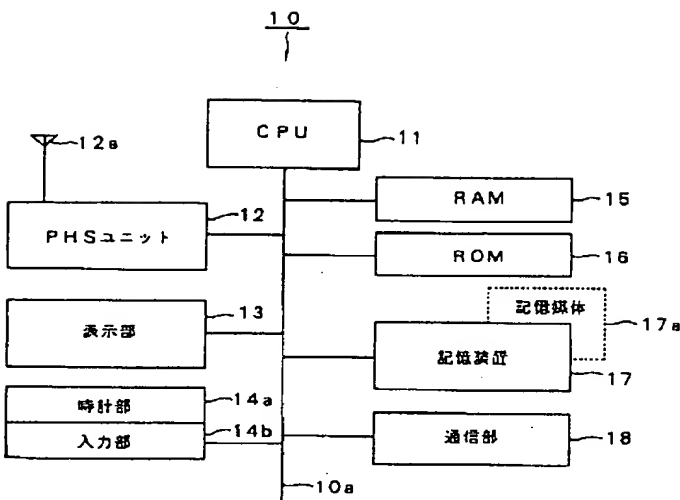 10
CPU
11
12a
PHSユニット
12
RAM
15
ROM
16
表示部
13
記憶媒体
17a
記憶装置
17
時計部
14a
入力部
14b
通信部
18
10a